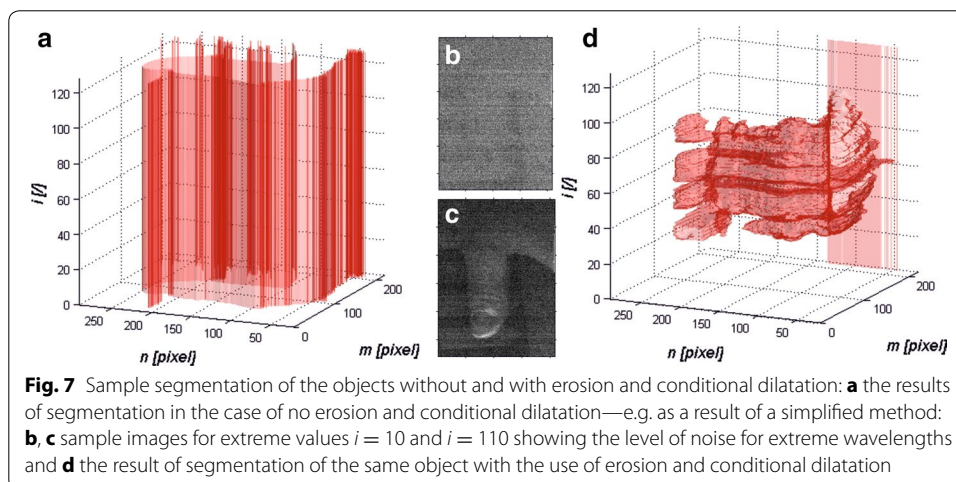 a
b
c
d
120
100
80
60
40
20
0
i [/]
250
200
150
100
50
0
n [pixel]
100
200
m [pixel]
120
100
80
60
40
20
0
i [/]
250
200
150
100
50
0
n [pixel]
100
200
m [pixel]
Fig. 7 Sample segmentation of the objects without and with erosion and conditional dilatation: a the results
of segmentation in the case of no erosion and conditional dilatation—e.g. as a result of a simplified method:
b, c sample images for extreme values i = 10 and i = 110 showing the level of noise for extreme wavelengths
and d the result of segmentation of the same object with the use of erosion and conditional dilatation